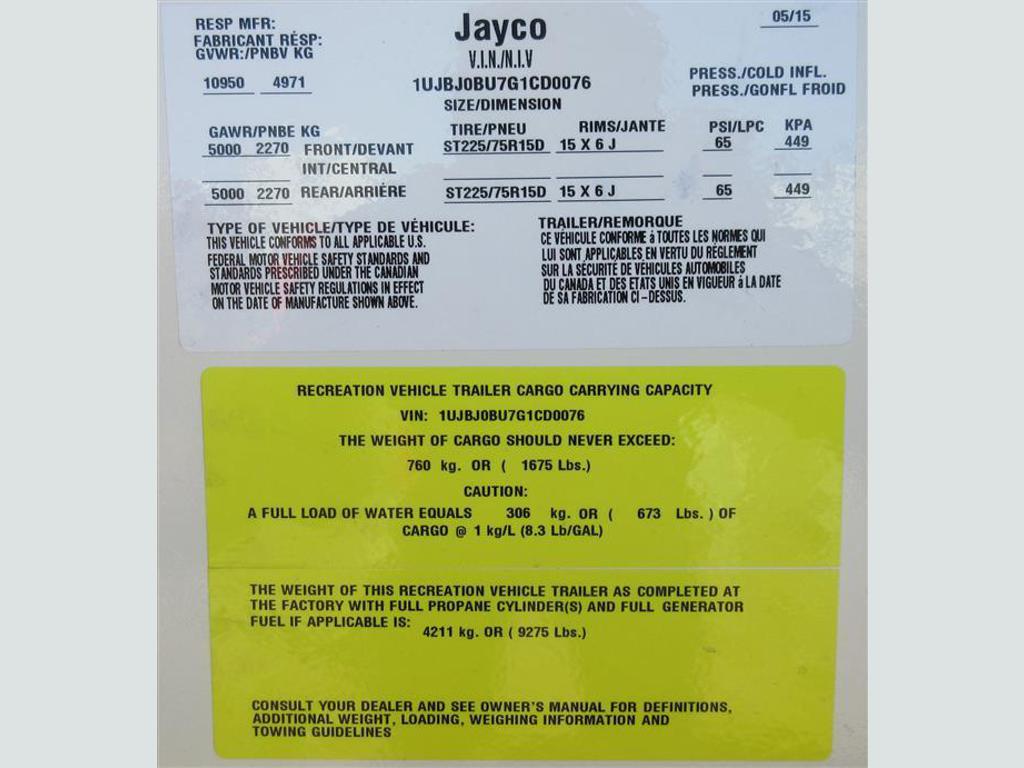 RESP MFR: Jayco 05/15
FABRICANT RÉSP:
GVWR:/PNBV KG V.I.N./N.I.V
10950 4971 1UJBJ0BU7G1CD0076 PRESS./COLD INFL.
SIZE/DIMENSION PRESS./GONFL FROID
GAWR/PNBE KG TIRE/PNEU RIMS/JANTE PSI/LPC KPA
5000 2270 FRONT/DEVANT ST225/75R15D 15 X 6 J 65 449
INT/CENTRAL
5000 2270 REAR/ARRIÈRE ST225/75R15D 15 X 6 J 65 449
TYPE OF VEHICLE/TYPE DE VÉHICULE:
THIS VEHICLE CONFORMS TO ALL APPLICABLE U.S.
FEDERAL MOTOR VEHICLE SAFETY STANDARDS AND
STANDARDS PRESCRIBED UNDER THE CANADIAN
MOTOR VEHICLE SAFETY REGULATIONS IN EFFECT
ON THE DATE OF MANUFACTURE SHOWN ABOVE.
TRAILER/REMORQUE
CE VÉHICULE CONFORME à TOUTES LES NORMES QUI
LUI SONT APPLICABLES EN VERTU DU RÈGLEMENT
SUR LA SÉCURITÉ DE VÉHICULES AUTOMOBILES
DU CANADA ET DES ETATS UNIS EN VIGUEUR à LA DATE
DE SA FABRICATION CI-DESSUS.
RECREATION VEHICLE TRAILER CARGO CARRYING CAPACITY
VIN: 1UJBJ0BU7G1CD0076
THE WEIGHT OF CARGO SHOULD NEVER EXCEED:
760 kg. OR ( 1675 Lbs.)
CAUTION:
A FULL LOAD OF WATER EQUALS 306 kg. OR ( 673 Lbs. ) OF
CARGO @ 1 kg/L (8.3 Lb/GAL)
THE WEIGHT OF THIS RECREATION VEHICLE TRAILER AS COMPLETED AT
THE FACTORY WITH FULL PROPANE CYLINDER(S) AND FULL GENERATOR
FUEL IF APPLICABLE IS:
4211 kg. OR ( 9275 Lbs.)
CONSULT YOUR DEALER AND SEE OWNER'S MANUAL FOR DEFINITIONS,
ADDITIONAL WEIGHT, LOADING, WEIGHING INFORMATION AND
TOWING GUIDELINES